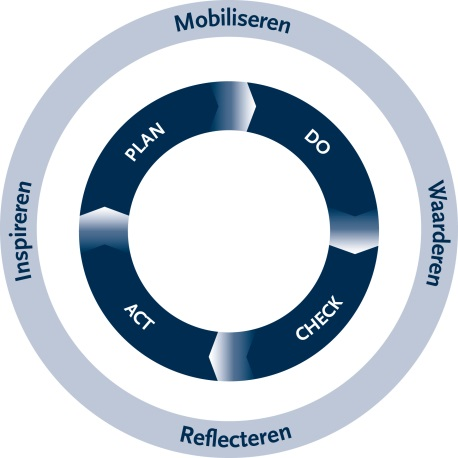 Mobiliseren
PLAN
DO
Inspireren
Waarderen
ACT
CHECK
Reflecteren